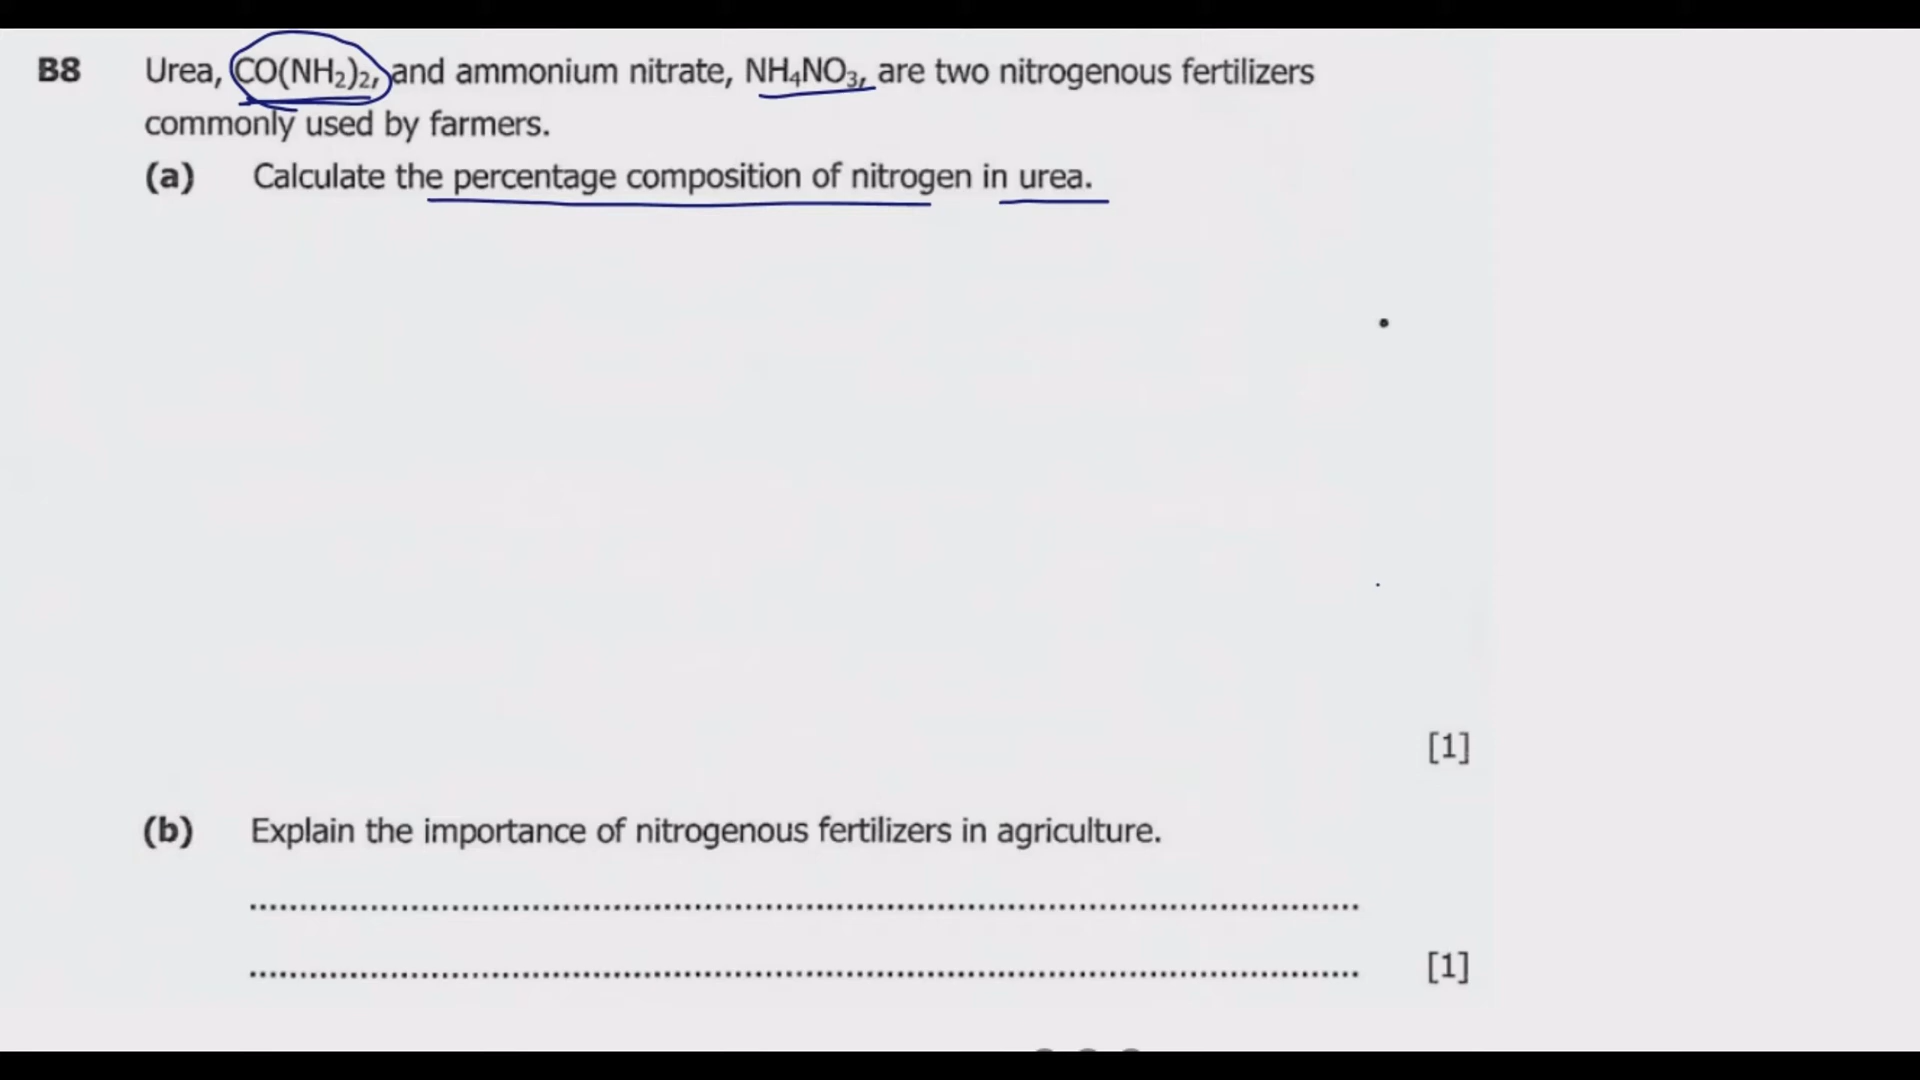 B8 Urea, CO(NH₂)₂, and ammonium nitrate, NH₄NO₃, are two nitrogenous fertilizers
commonly used by farmers.
(a) Calculate the percentage composition of nitrogen in urea.
[1]
(b) Explain the importance of nitrogenous fertilizers in agriculture.
........................................................................
........................................................................ [1]